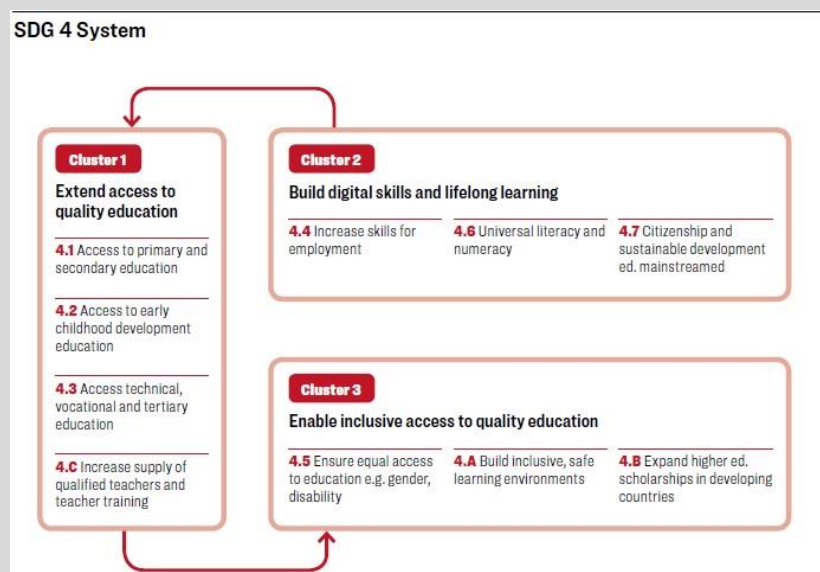 SDG 4 System
Cluster 1
Extend access to
quality education
4.1 Access to primary and
secondary education
4.2 Access to early
childhood development
education
4.3 Access technical,
vocational and tertiary
education
4.C Increase supply of
qualified teachers and
teacher training
Cluster 2
Build digital skills and lifelong learning
4.4 Increase skills for
employment
4.6 Universal literacy and
numeracy
4.7 Citizenship and
sustainable development
ed. mainstreamed
Cluster 3
Enable inclusive access to quality education
4.5 Ensure equal access
to education e.g. gender,
disability
4.A Build inclusive, safe
learning environments
4.B Expand higher ed.
scholarships in developing
countries